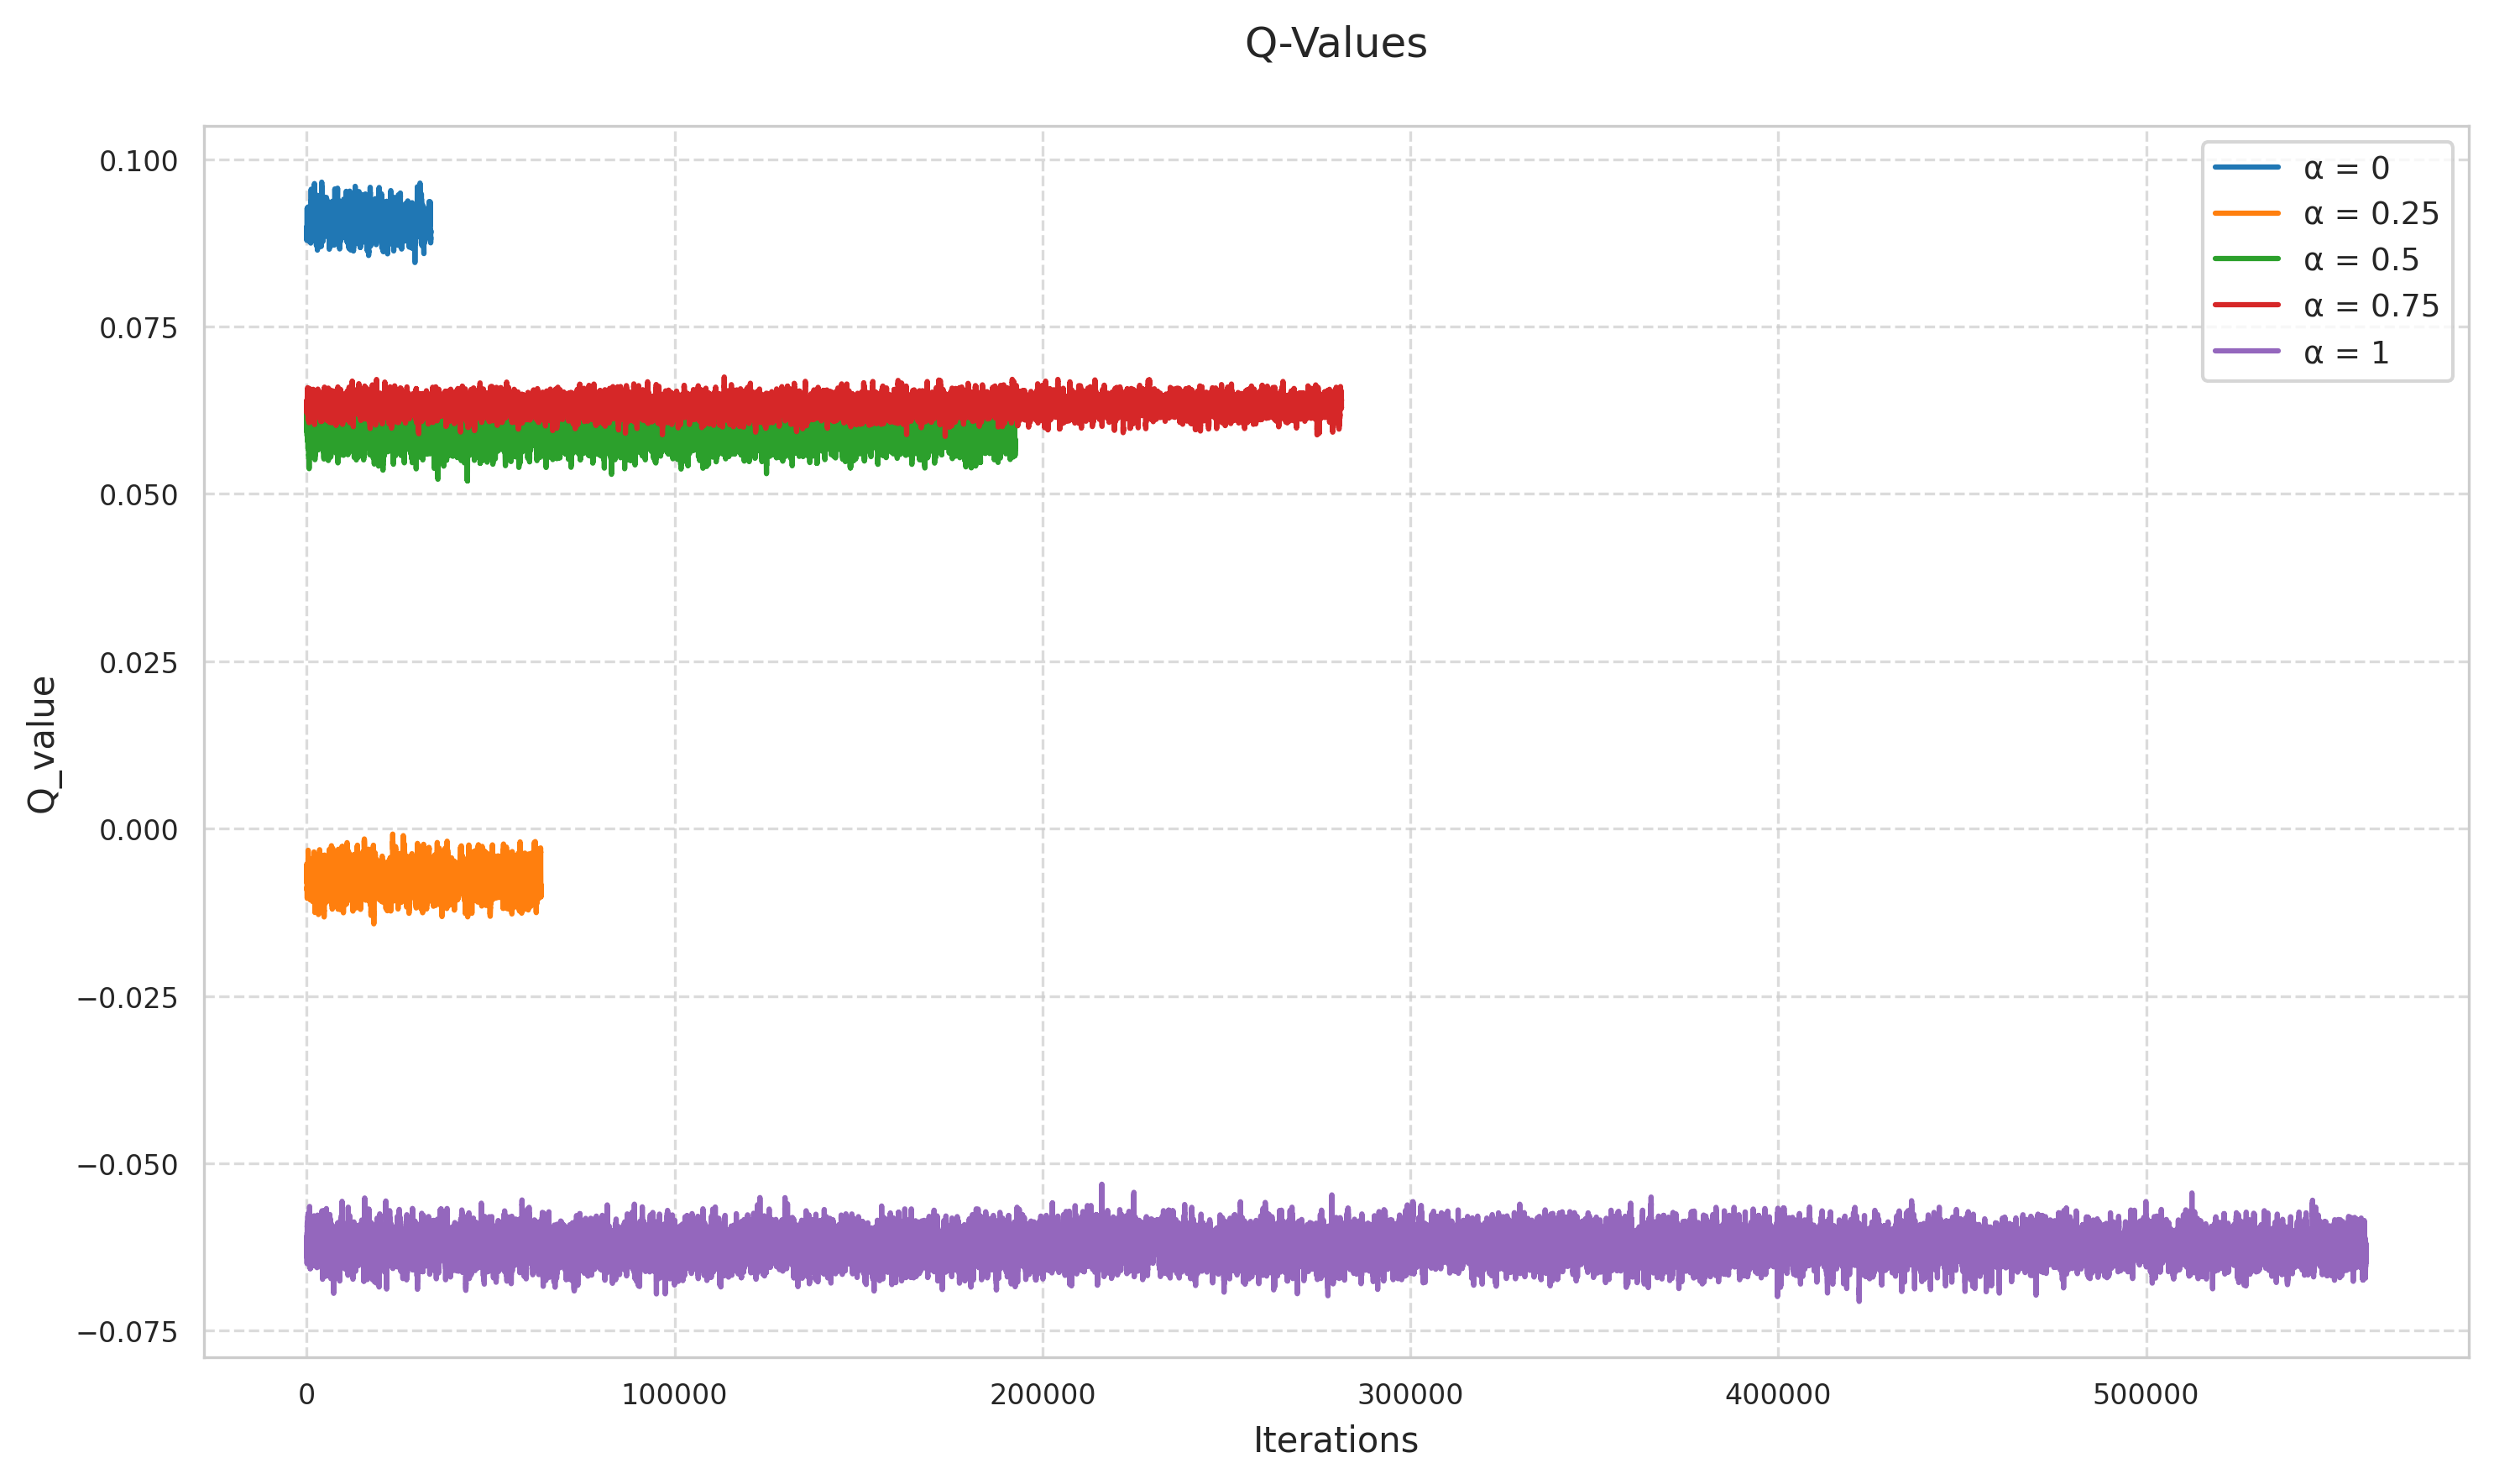 Q-Values
0.100
0.075
0.050
0.025
0.000
−0.025
−0.050
−0.075
Q_value
α = 0
α = 0.25
α = 0.5
α = 0.75
α = 1
0 100000 200000 300000 400000 500000
Iterations